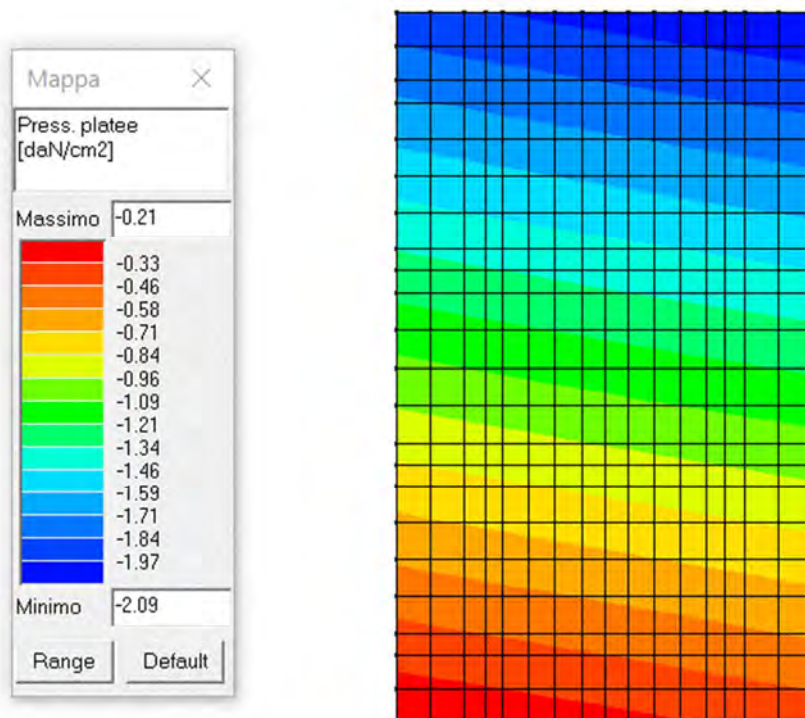 Mappa
Press. platee
[daN/cm2]
Massimo -0.21
-0.33
-0.46
-0.58
-0.71
-0.84
-0.96
-1.09
-1.21
-1.34
-1.46
-1.59
-1.71
-1.84
-1.97
Minimo -2.09
Range Default